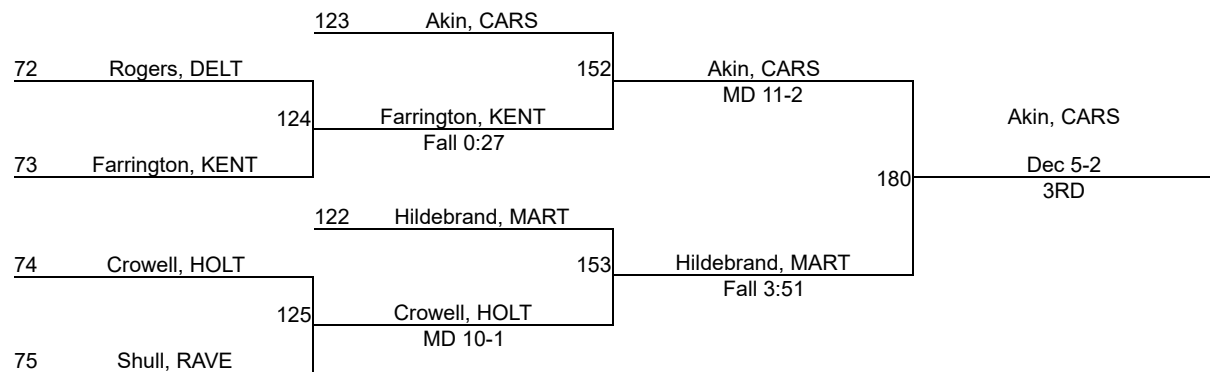 123 Akin, CARS
72 Rogers, DELT
152
Akin, CARS
MD 11-2
124
Farrington, KENT
Fall 0:27
Akin, CARS
73 Farrington, KENT
Dec 5-2
180
3RD
122 Hildebrand, MART
74 Crowell, HOLT
153
Hildebrand, MART
Fall 3:51
125
Crowell, HOLT
MD 10-1
75 Shull, RAVE